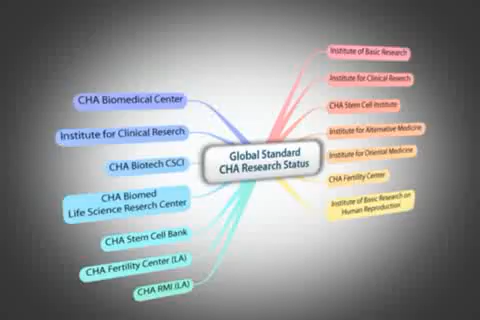 Global Standard
CHA Research Status
CHA Biomedical Center
Institute for Clinical Reserch
CHA Biotech CSCI
CHA Biomed
Life Science Reserch Center
CHA Stem Cell Bank
CHA Fertility Center (LA)
CHA RMI (LA)
Institute of Basic Research
Institute for Clinical Reserch
CHA Stem Cell Institute
Institute for Alternative Medicine
Institute for Oriental Medicine
CHA Fertility Center
Institute of Basic Research on
Human Reproduction